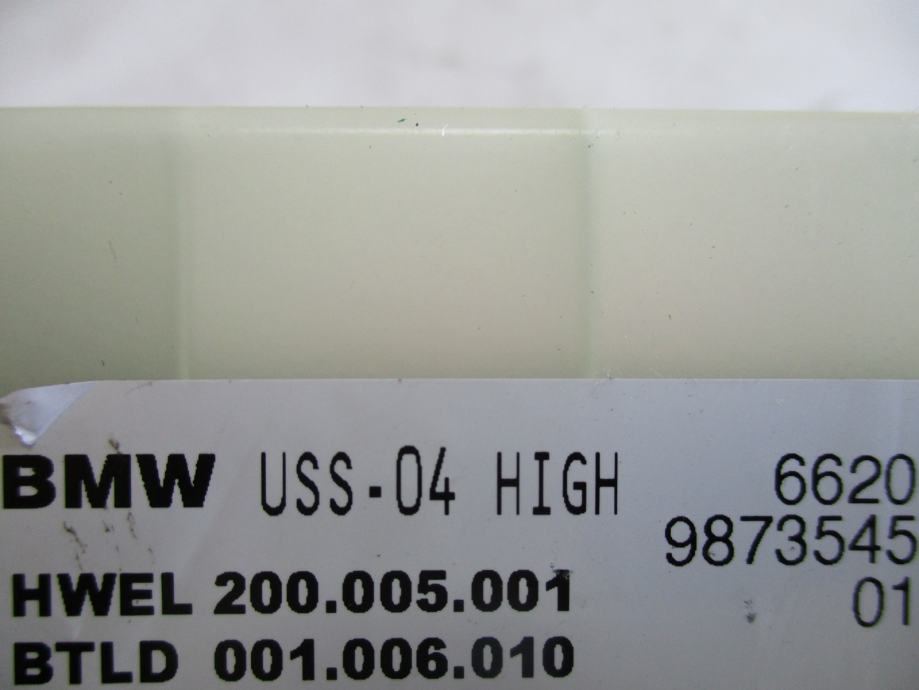 BMW USS-04 HIGH 6620
9873545
HWEL 200.005.001 01
BTLD 001.006.010